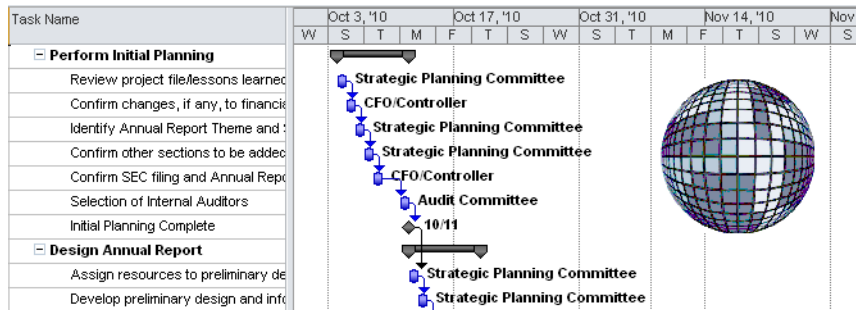 Task Name
Oct 3, '10 Oct 17, '10 Oct 31, '10 Nov 14, '10 Nov
W S T M F T S W S T M F T S W S
Perform Initial Planning
Review project file/lessons learned Strategic Planning Committee
Confirm changes, if any, to financia CFO/Controller
Identify Annual Report Theme and Strategic Planning Committee
Confirm other sections to be added Strategic Planning Committee
Confirm SEC filing and Annual Repo CFO/Controller
Selection of Internal Auditors Audit Committee
Initial Planning Complete 10/11
Design Annual Report
Assign resources to preliminary de Strategic Planning Committee
Develop preliminary design and info Strategic Planning Committee